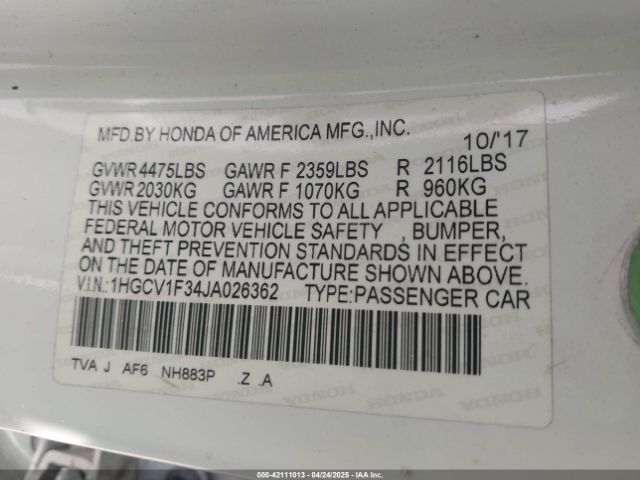 MFD.BY HONDA OF AMERICA MFG.,INC. 10/'17
GVWR 4475LBS GAWR F 2359LBS R 2116LBS
GVWR 2030KG GAWR F 1070KG R 960KG
THIS VEHICLE CONFORMS TO ALL APPLICABLE
FEDERAL MOTOR VEHICLE SAFETY , BUMPER,
AND THEFT PREVENTION STANDARDS IN EFFECT
ON THE DATE OF MANUFACTURE SHOWN ABOVE.
V.I.N.:1HGCV1F34JA026362 TYPE:PASSENGER CAR
TVA J AF6 NH883P .Z .A
HONDA HONDA HONDA
000-42111013 - 04/24/2025 - IAA Inc.